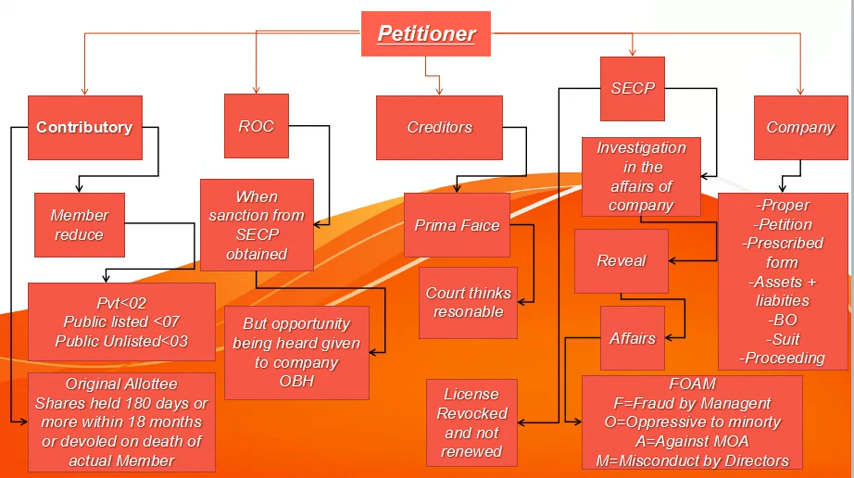 Petitioner
Contributory
ROC
Creditors
SECP
Company
Member
reduce
Pvt<02
Public listed <07
Public Unlisted<03
Original Allottee
Shares held 180 days or
more within 18 months
or devoled on death of
actual Member
When
sanction from
SECP
obtained
But opportunity
being heard given
to company
OBH
Prima Faice
Court thinks
resonable
License
Revocked
and not
renewed
Investigation
in the
affairs of
company
Reveal
Affairs
FOAM
F=Fraud by Managent
O=Oppressive to minorty
A=Against MOA
M=Misconduct by Directors
-Proper
-Petition
-Prescribed
form
-Assets +
liabities
-BO
-Suit
-Proceeding